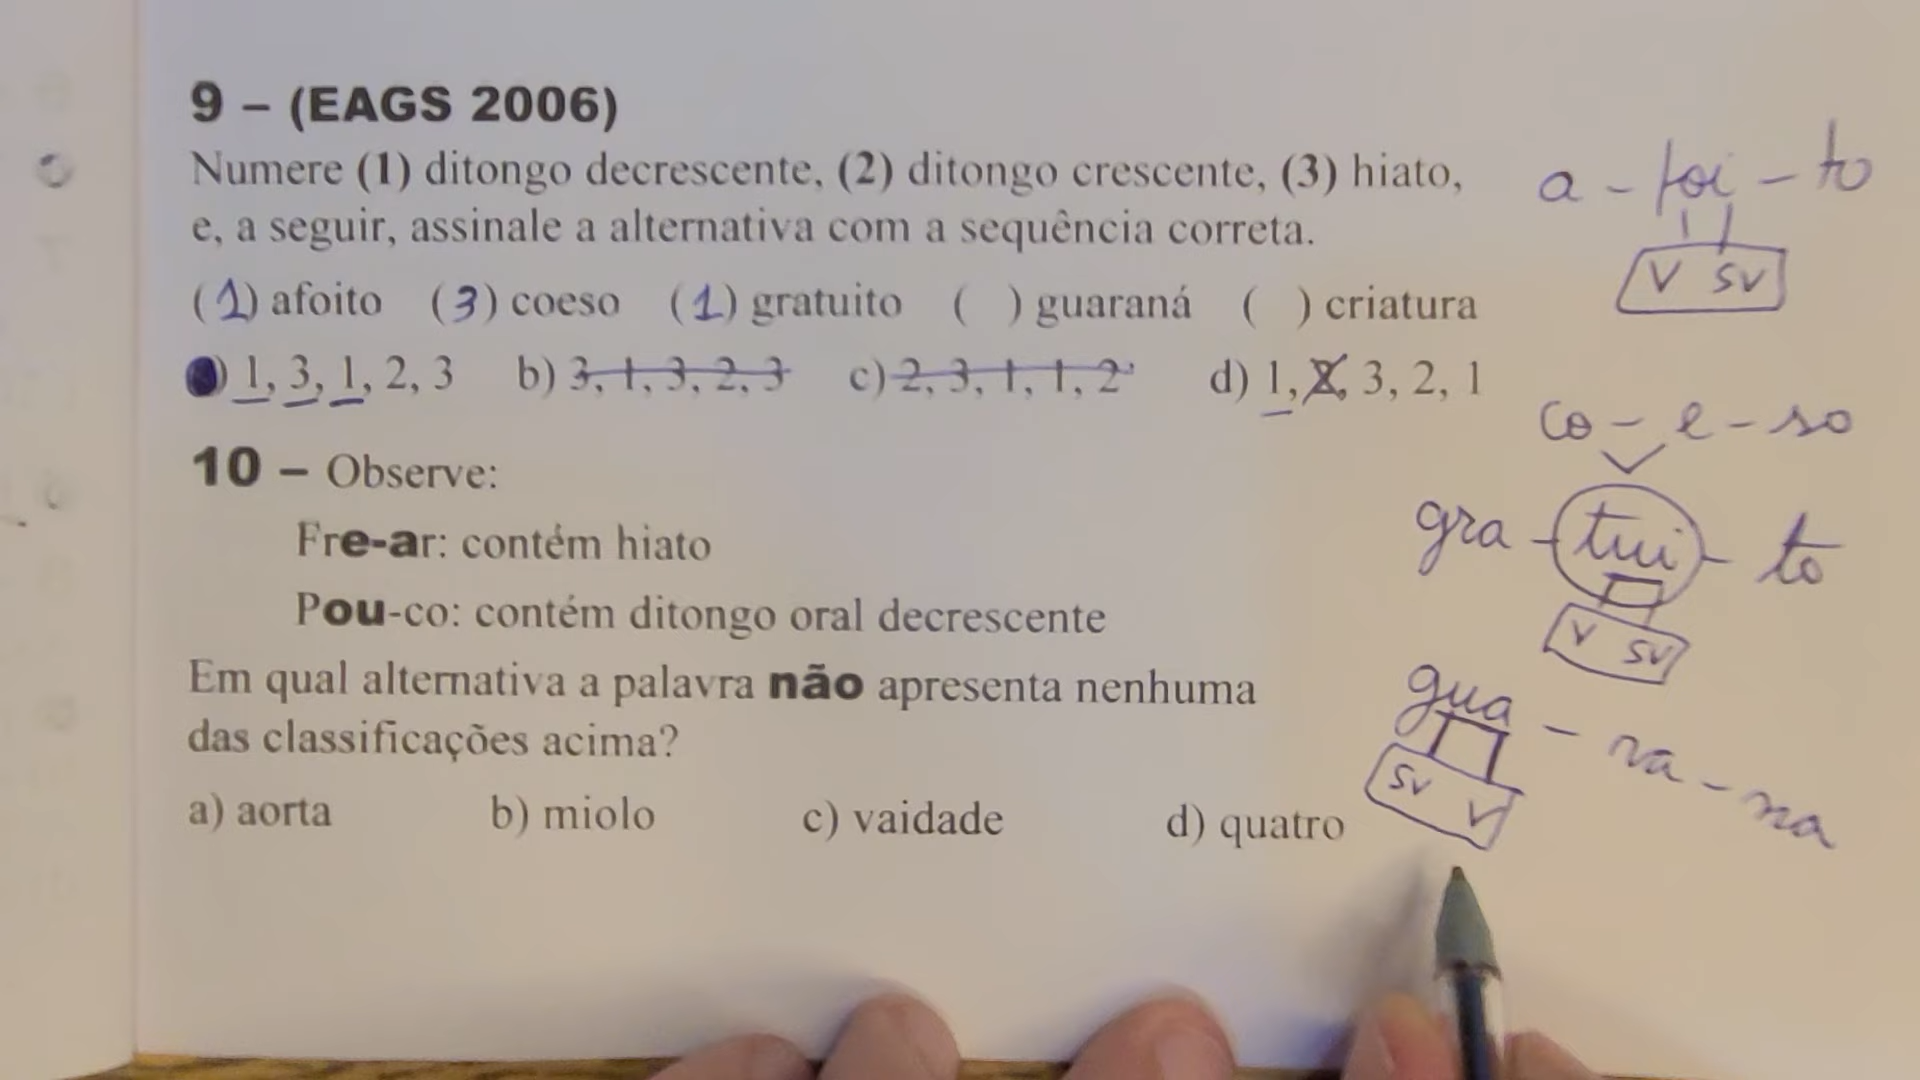 9 – (EAGS 2006)
Numere (1) ditongo decrescente, (2) ditongo crescente, (3) hiato,
e, a seguir, assinale a alternativa com a sequência correta.
(1) afoito (3) coeso (1) gratuito ( ) guaraná ( ) criatura
) 1, 3, 1, 2, 3 b) 3, 1, 3, 2, 3 c) 2, 3, 1, 1, 2 d) 1, 2, 3, 2, 1
10 – Observe:
Fre-ar: contém hiato
Pou-co: contém ditongo oral decrescente
Em qual alternativa a palavra não apresenta nenhuma
das classificações acima?
a) aorta b) miolo c) vaidade d) quatro
a - foi - to
V SV
co - e - so
gra - tui - to
V SV
gua - ra - na
SV V